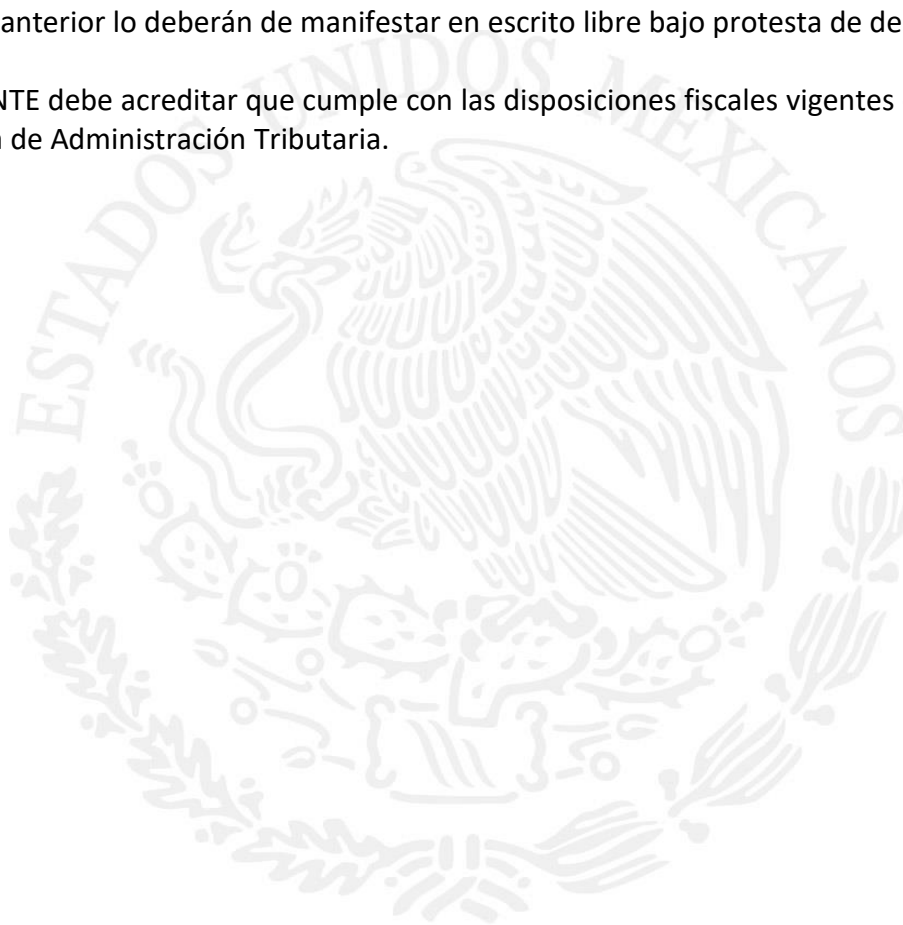 anterior lo deberán de manifestar en escrito libre bajo protesta de de
NTE debe acreditar que cumple con las disposiciones fiscales vigentes
de Administración Tributaria.
ESTADOS UNIDOS MEXICANOS